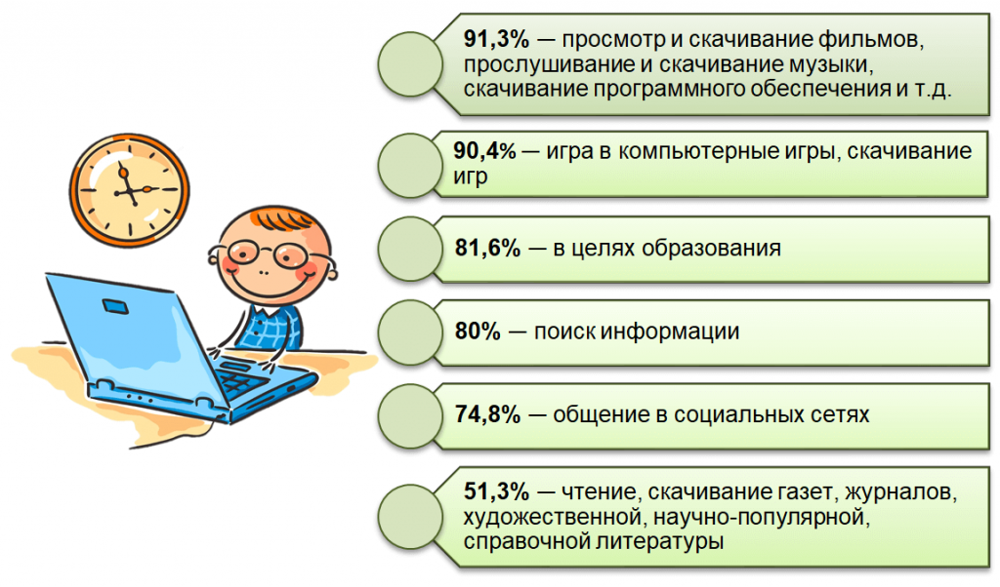 91,3% — просмотр и скачивание фильмов,
прослушивание и скачивание музыки,
скачивание программного обеспечения и т.д.
90,4% — игра в компьютерные игры, скачивание
игр
81,6% — в целях образования
80% — поиск информации
74,8% — общение в социальных сетях
51,3% — чтение, скачивание газет, журналов,
художественной, научно-популярной,
справочной литературы